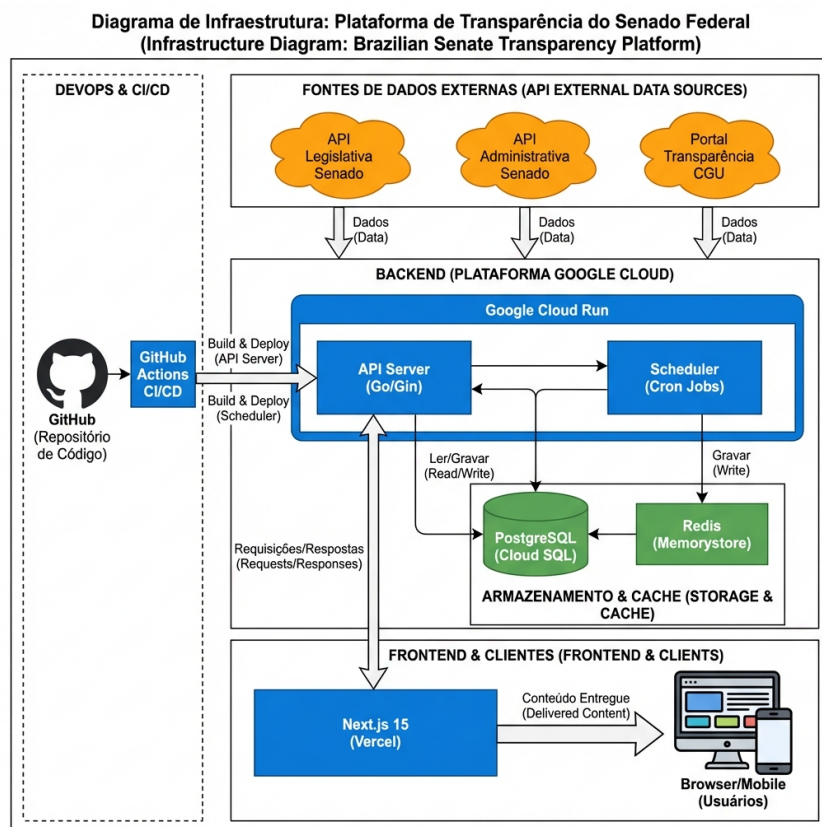 Diagrama de Infraestrutura: Plataforma de Transparência do Senado Federal
(Infrastructure Diagram: Brazilian Senate Transparency Platform)
DEVOPS & CI/CD
FONTES DE DADOS EXTERNAS (API EXTERNAL DATA SOURCES)
API
Legislativa
Senado
API
Administrativa
Senado
Portal
Transparência
CGU
Dados
(Data)
Dados
(Data)
Dados
(Data)
BACKEND (PLATAFORMA GOOGLE CLOUD)
Google Cloud Run
GitHub
(Repositório
de Código)
GitHub
Actions
CI/CD
Build & Deploy
(API Server)
Build & Deploy
(Scheduler)
API Server
(Go/Gin)
Scheduler
(Cron Jobs)
Ler/Gravar
(Read/Write)
Gravar
(Write)
PostgreSQL
(Cloud SQL)
Redis
(Memorystore)
ARMAZENAMENTO & CACHE (STORAGE &
CACHE)
Requisições/Respostas
(Requests/Responses)
FRONTEND & CLIENTES (FRONTEND & CLIENTS)
Next.js 15
(Vercel)
Conteúdo Entregue
(Delivered Content)
Browser/Mobile
(Usuários)